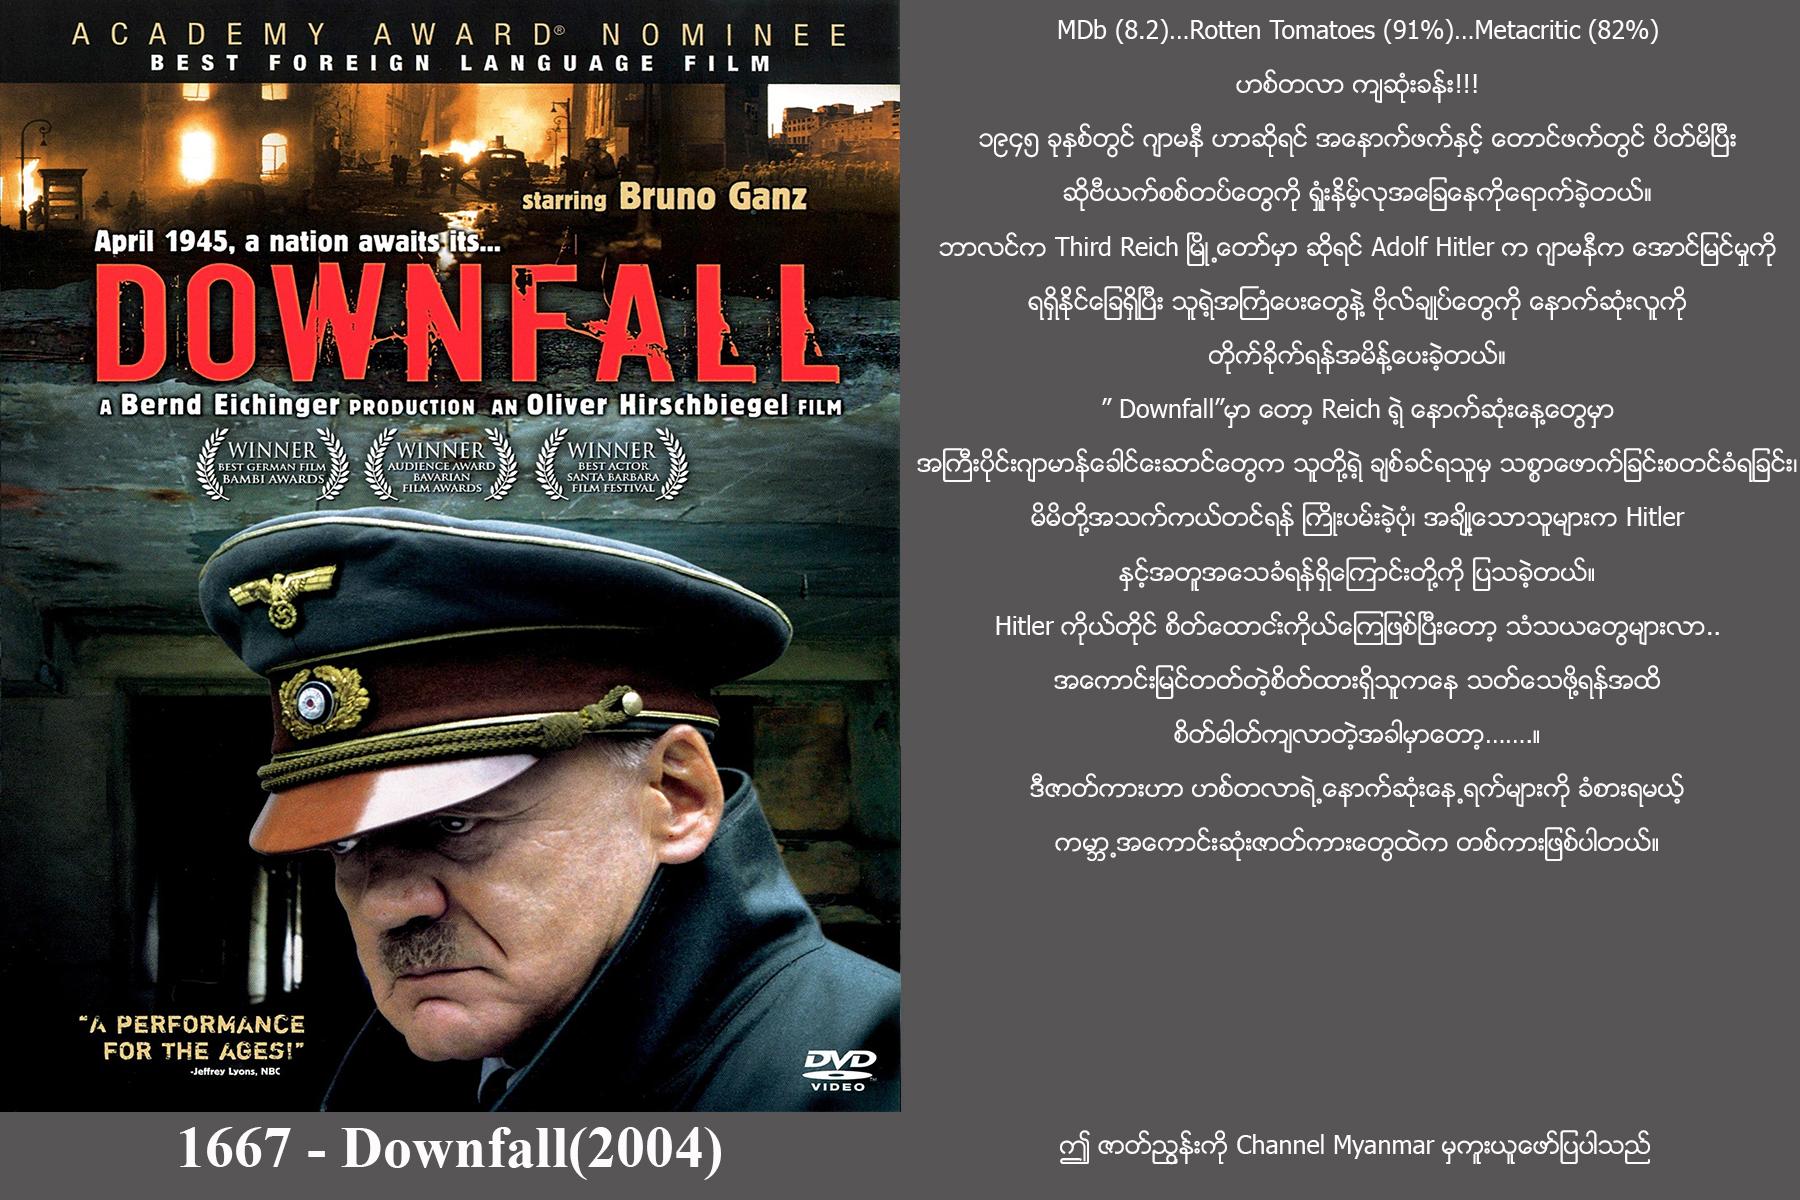 ACADEMY AWARD® NOMINEE
BEST FOREIGN LANGUAGE FILM
starring Bruno Ganz
April 1945, a nation awaits its...
DOWNFALL
A Bernd Eichinger PRODUCTION AN Oliver Hirschbiegel FILM
WINNER
BEST GERMAN FILM
BAMBI AWARDS
WINNER
AUDIENCE AWARD
BAVARIAN
FILM AWARDS
WINNER
BEST ACTOR
SANTA BARBARA
FILM FESTIVAL
"A PERFORMANCE
FOR THE AGES!"
-Jeffrey Lyons, NBC
DVD
VIDEO
1667 - Downfall(2004)
MDb (8.2)...Rotten Tomatoes (91%)...Metacritic (82%)
ဟစ်တလာ ကျဆုံးခန်း!!!
၁၉၄၅ ခုနှစ်တွင် ဂျာမနီ ဟာဆိုရင် အနောက်ဖက်နှင့် တောင်ဖက်တွင် ပိတ်မိပြီး
ဆိုဗီယက်စစ်တပ်တွေကို ရှုံးနိမ့်လုအခြေနေကိုရောက်ခဲ့တယ်။
ဘာလင်က Third Reich မြို့တော်မှာ ဆိုရင် Adolf Hitler က ဂျာမနီက အောင်မြင်မှုကို
ရရှိနိုင်ခြေရှိပြီး သူရဲ့အကြံပေးတွေနဲ့ ဗိုလ်ချုပ်တွေကို နောက်ဆုံးလူကို
တိုက်ခိုက်ရန်အမိန့်ပေးခဲ့တယ်။
" Downfall"မှာ တော့ Reich ရဲ့ နောက်ဆုံးနေ့တွေမှာ
အကြီးပိုင်းဂျာမာန်ခေါင်းဆောင်တွေက သူတို့ရဲ့ ချစ်ခင်ရသူမှ သစ္စာဖောက်ခြင်းစတင်ခံရခြင်း၊
မိမိတို့အသက်ကယ်တင်ရန် ကြိုးပမ်းခဲ့ပုံ၊ အချို့သောသူများက Hitler
နှင့်အတူအသေခံရန်ရှိကြောင်းတို့ကို ပြသခဲ့တယ်။
Hitler ကိုယ်တိုင် စိတ်ထောင်းကိုယ်ကြေဖြစ်ပြီးတော့ သံသယတွေများလာ..
အကောင်းမြင်တတ်တဲ့စိတ်ထားရှိသူကနေ သတ်သေဖို့ရန်အထိ
စိတ်ဓါတ်ကျလာတဲ့အခါမှာတော့.......။
ဒီဇာတ်ကားဟာ ဟစ်တလာရဲ့နောက်ဆုံးနေ့ရက်များကို ခံစားရမယ့်
ကမ္ဘာ့အကောင်းဆုံးဇာတ်ကားတွေထဲက တစ်ကားဖြစ်ပါတယ်။
ဤ ဇာတ်ညွှန်းကို Channel Myanmar မှကူးယူဖော်ပြပါသည်